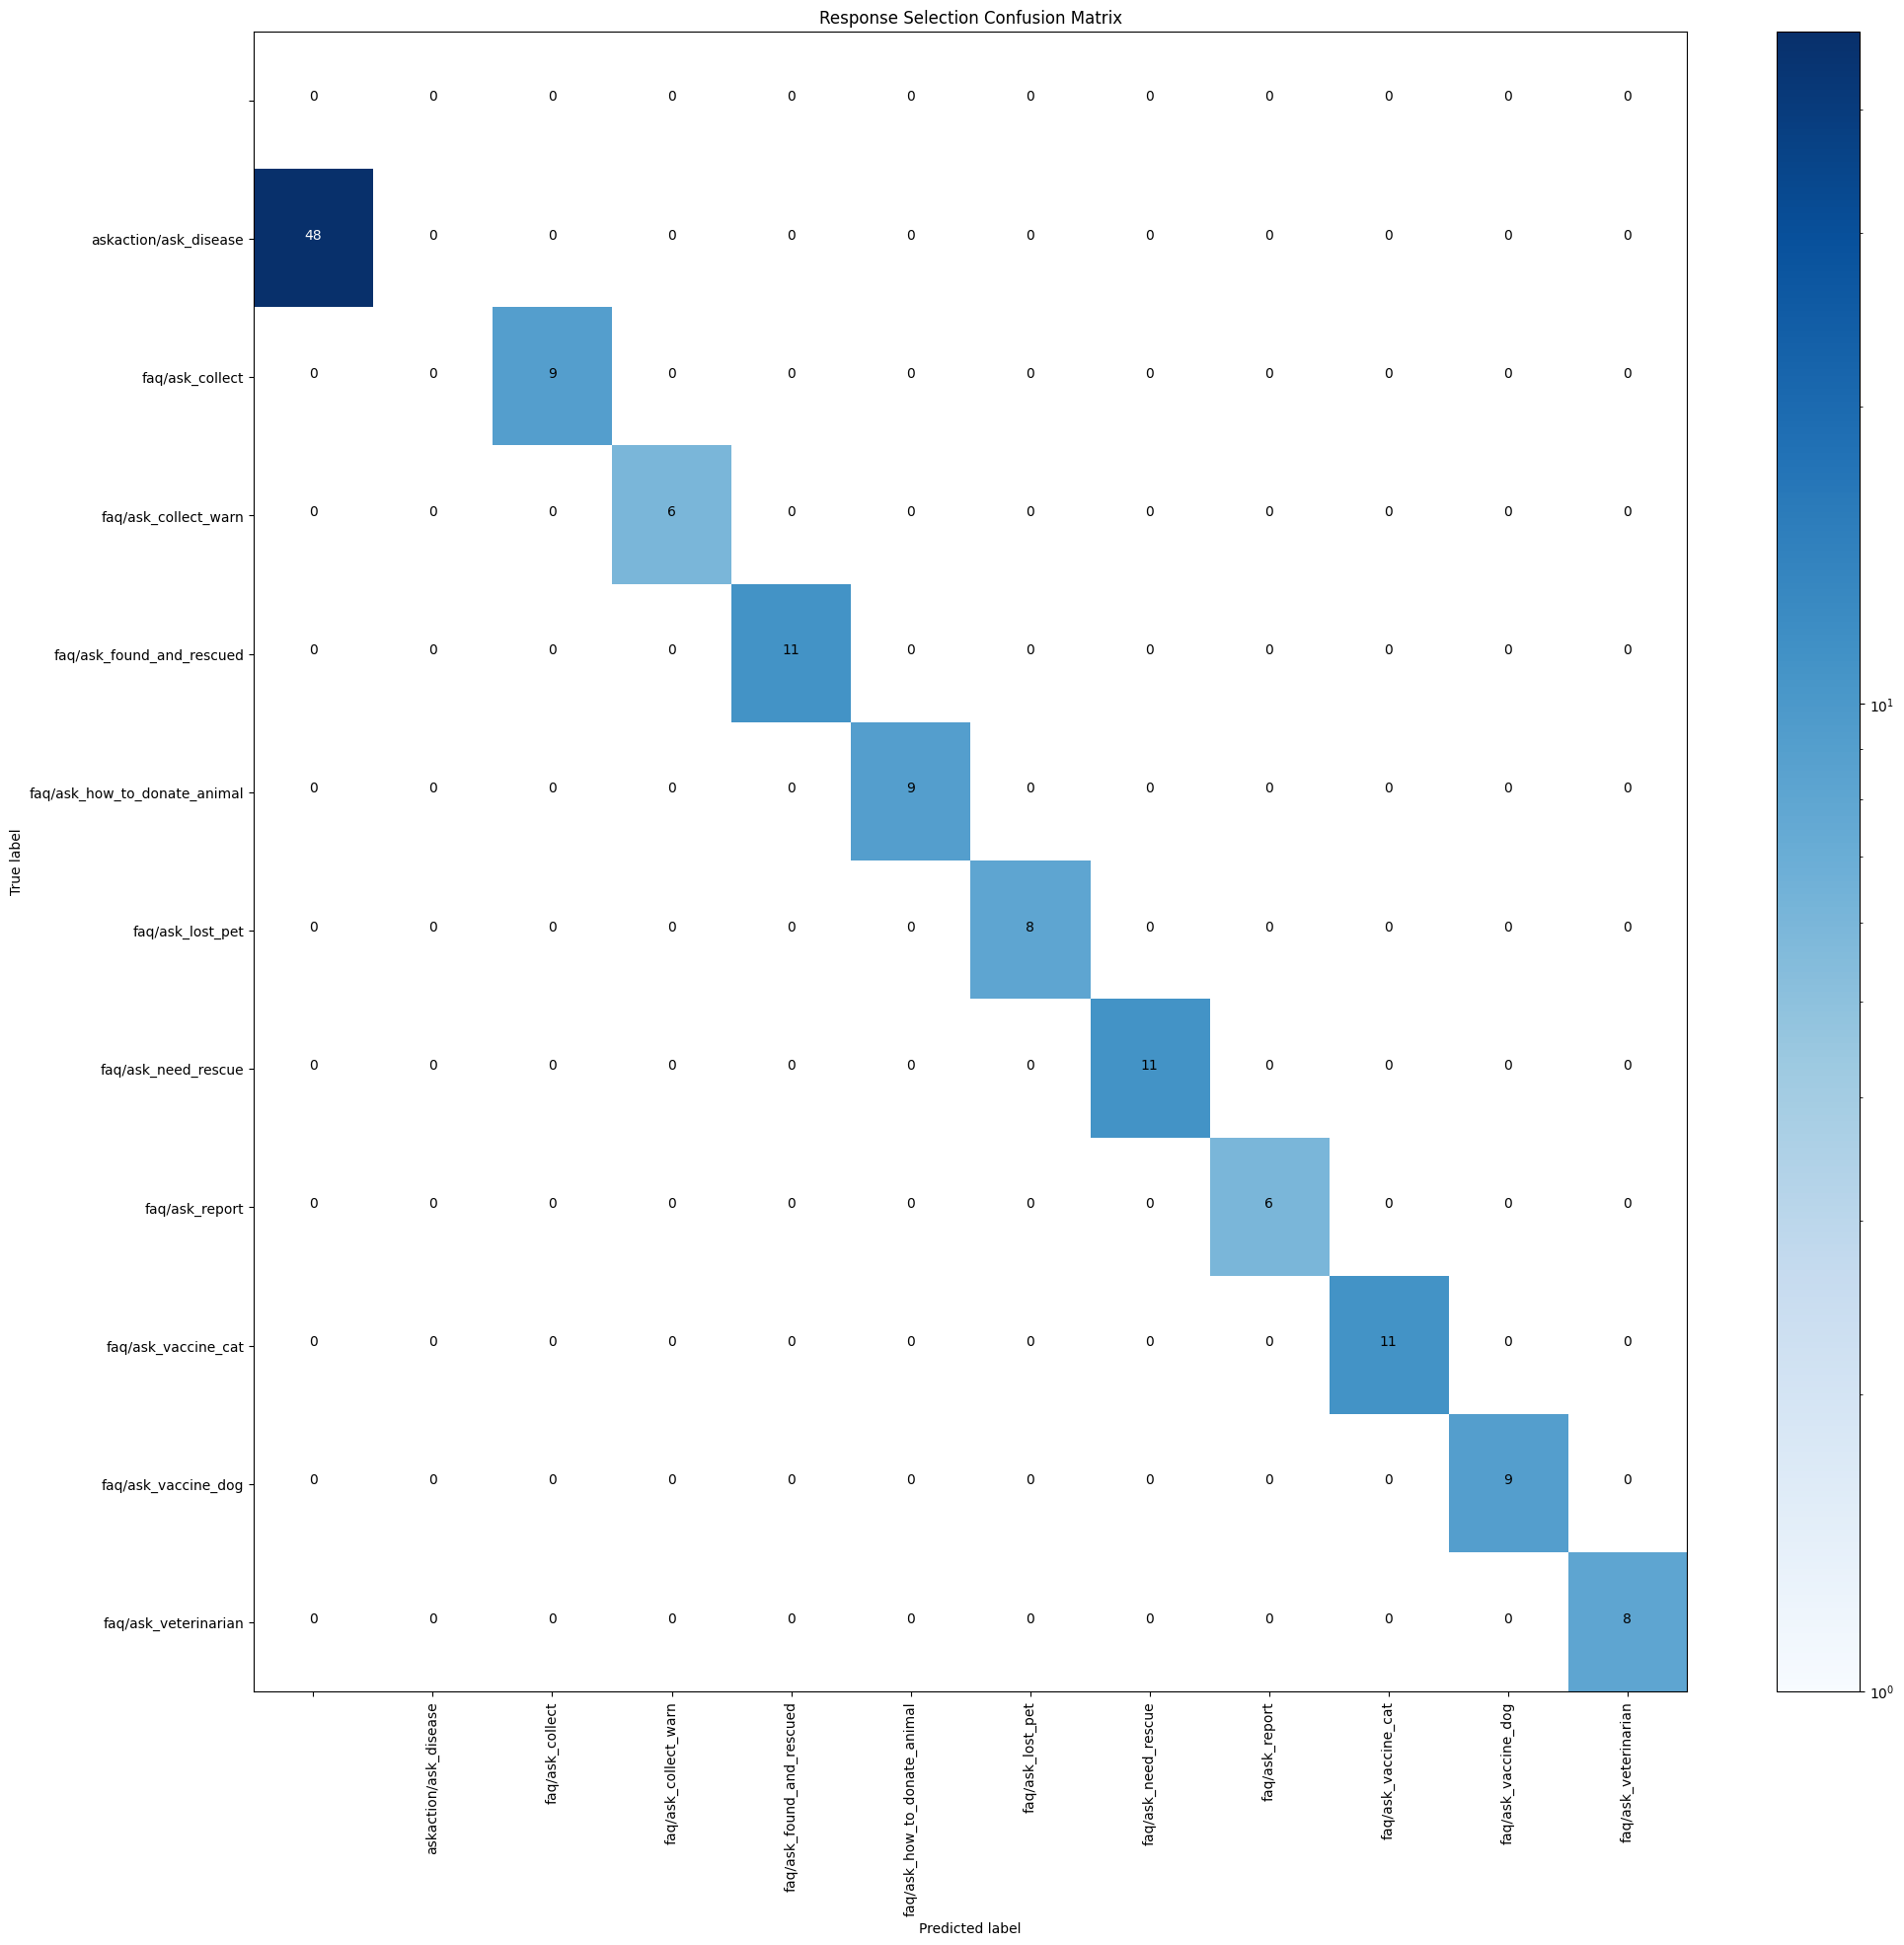 Response Selection Confusion Matrix
0 0 0 0 0 0 0 0 0 0 0 0
askaction/ask_disease 48 0 0 0 0 0 0 0 0 0 0 0
faq/ask_collect 0 0 9 0 0 0 0 0 0 0 0 0
faq/ask_collect_warn 0 0 0 6 0 0 0 0 0 0 0 0
faq/ask_found_and_rescued 0 0 0 0 11 0 0 0 0 0 0 0
faq/ask_how_to_donate_animal 0 0 0 0 0 9 0 0 0 0 0 0
faq/ask_lost_pet 0 0 0 0 0 0 8 0 0 0 0 0
faq/ask_need_rescue 0 0 0 0 0 0 0 11 0 0 0 0
faq/ask_report 0 0 0 0 0 0 0 0 6 0 0 0
faq/ask_vaccine_cat 0 0 0 0 0 0 0 0 0 11 0 0
faq/ask_vaccine_dog 0 0 0 0 0 0 0 0 0 0 9 0
faq/ask_veterinarian 0 0 0 0 0 0 0 0 0 0 0 8
True label
askaction/ask_disease
faq/ask_collect
faq/ask_collect_warn
faq/ask_found_and_rescued
faq/ask_how_to_donate_animal
faq/ask_lost_pet
faq/ask_need_rescue
faq/ask_report
faq/ask_vaccine_cat
faq/ask_vaccine_dog
faq/ask_veterinarian
Predicted label
10¹
10⁰